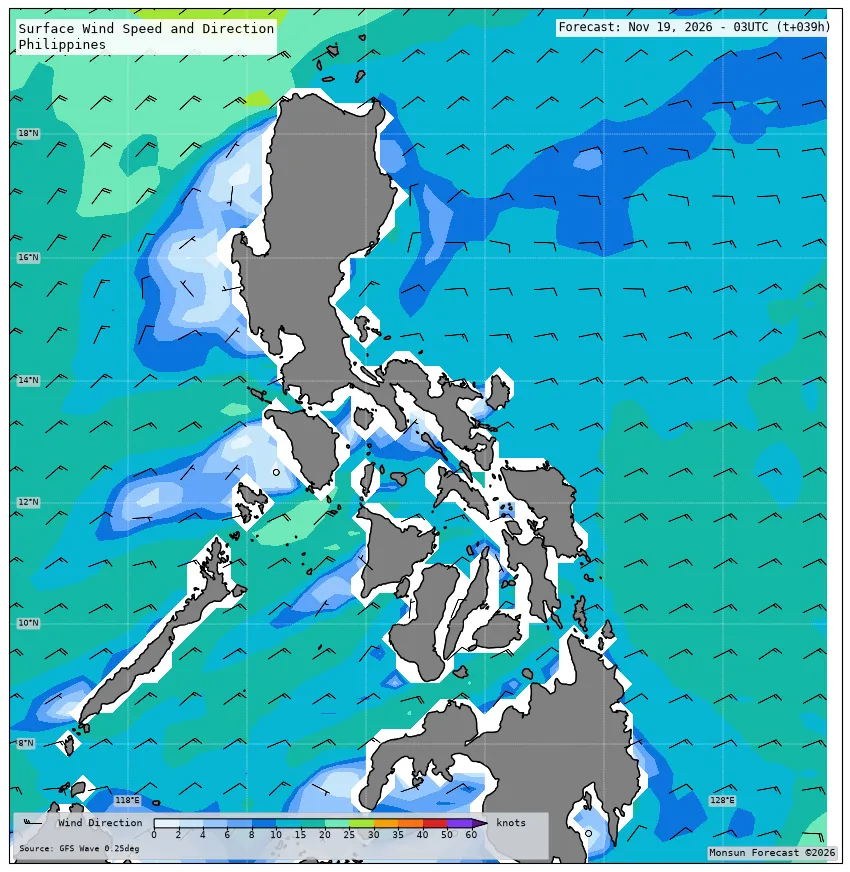 Surface Wind Speed and Direction
Philippines
Forecast: Nov 19, 2026 - 03UTC (t+039h)
18°N
16°N
14°N
12°N
10°N
8°N
118°E
128°E
Wind Direction
knots
0 2 4 6 8 10 15 20 25 30 35 40 50 60
Source: GFS Wave 0.25deg
Monsun Forecast ©2026